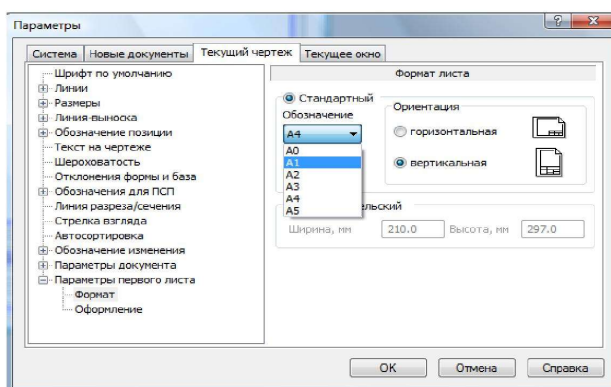 Параметры
Система Новые документы Текущий чертеж Текущее окно
Шрифт по умолчанию
Линии
Размеры
Линия-выноска
Обозначение позиции
Текст на чертеже
Шероховатость
Отклонения формы и база
Обозначения для ПСП
Линия разреза/сечения
Стрелка взгляда
Автосортировка
Обозначение изменения
Параметры документа
Параметры первого листа
Формат
Оформление
Формат листа
Стандартный
Обозначение
A4
A0
A1
A2
A3
A4
A5
Ориентация
горизонтальная
вертикальная
льский
Ширина, мм 210.0 Высота, мм 297.0
OK Отмена Справка